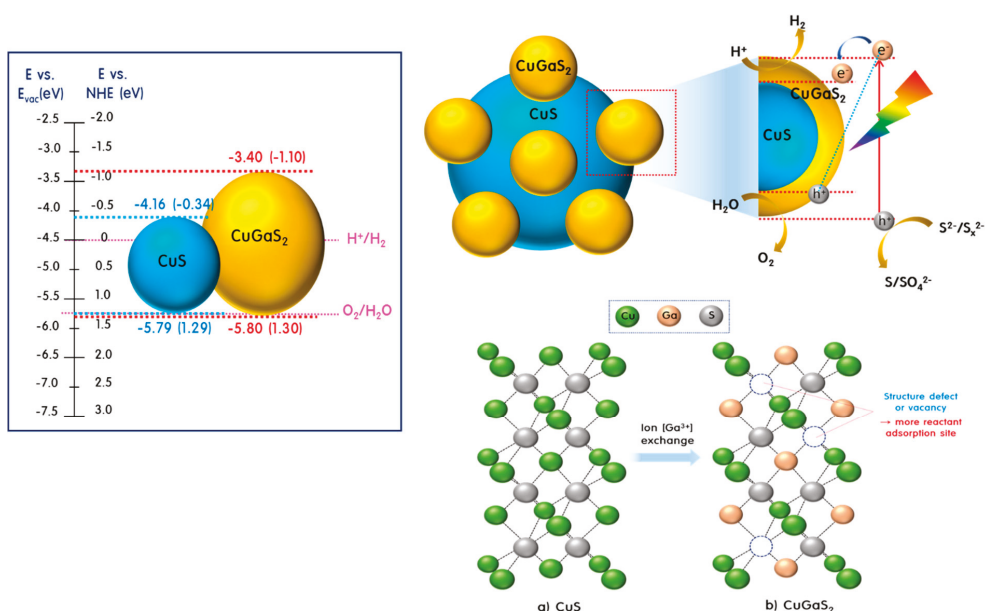 E vs.
E_vac(eV)
E vs.
NHE (eV)
-2.5
-3.0
-3.5
-4.0
-4.5
-5.0
-5.5
-6.0
-6.5
-7.0
-7.5
-2.0
-1.5
-1.0
-0.5
0
0.5
1.0
1.5
2.0
2.5
3.0
-3.40 (-1.10)
-4.16 (-0.34)
CuGaS₂
CuS
H⁺/H₂
O₂/H₂O
-5.79 (1.29)
-5.80 (1.30)
CuGaS₂
CuS
H₂
H⁺
e⁻
e⁻
CuGaS₂
CuS
h⁺
H₂O
h⁺
O₂
S²⁻/Sₓ²⁻
S/SO₄²⁻
Cu
Ga
S
Ion [Ga³⁺]
exchange
Structure defect
or vacancy
→ more reactant
adsorption site
a) CuS
b) CuGaS₂